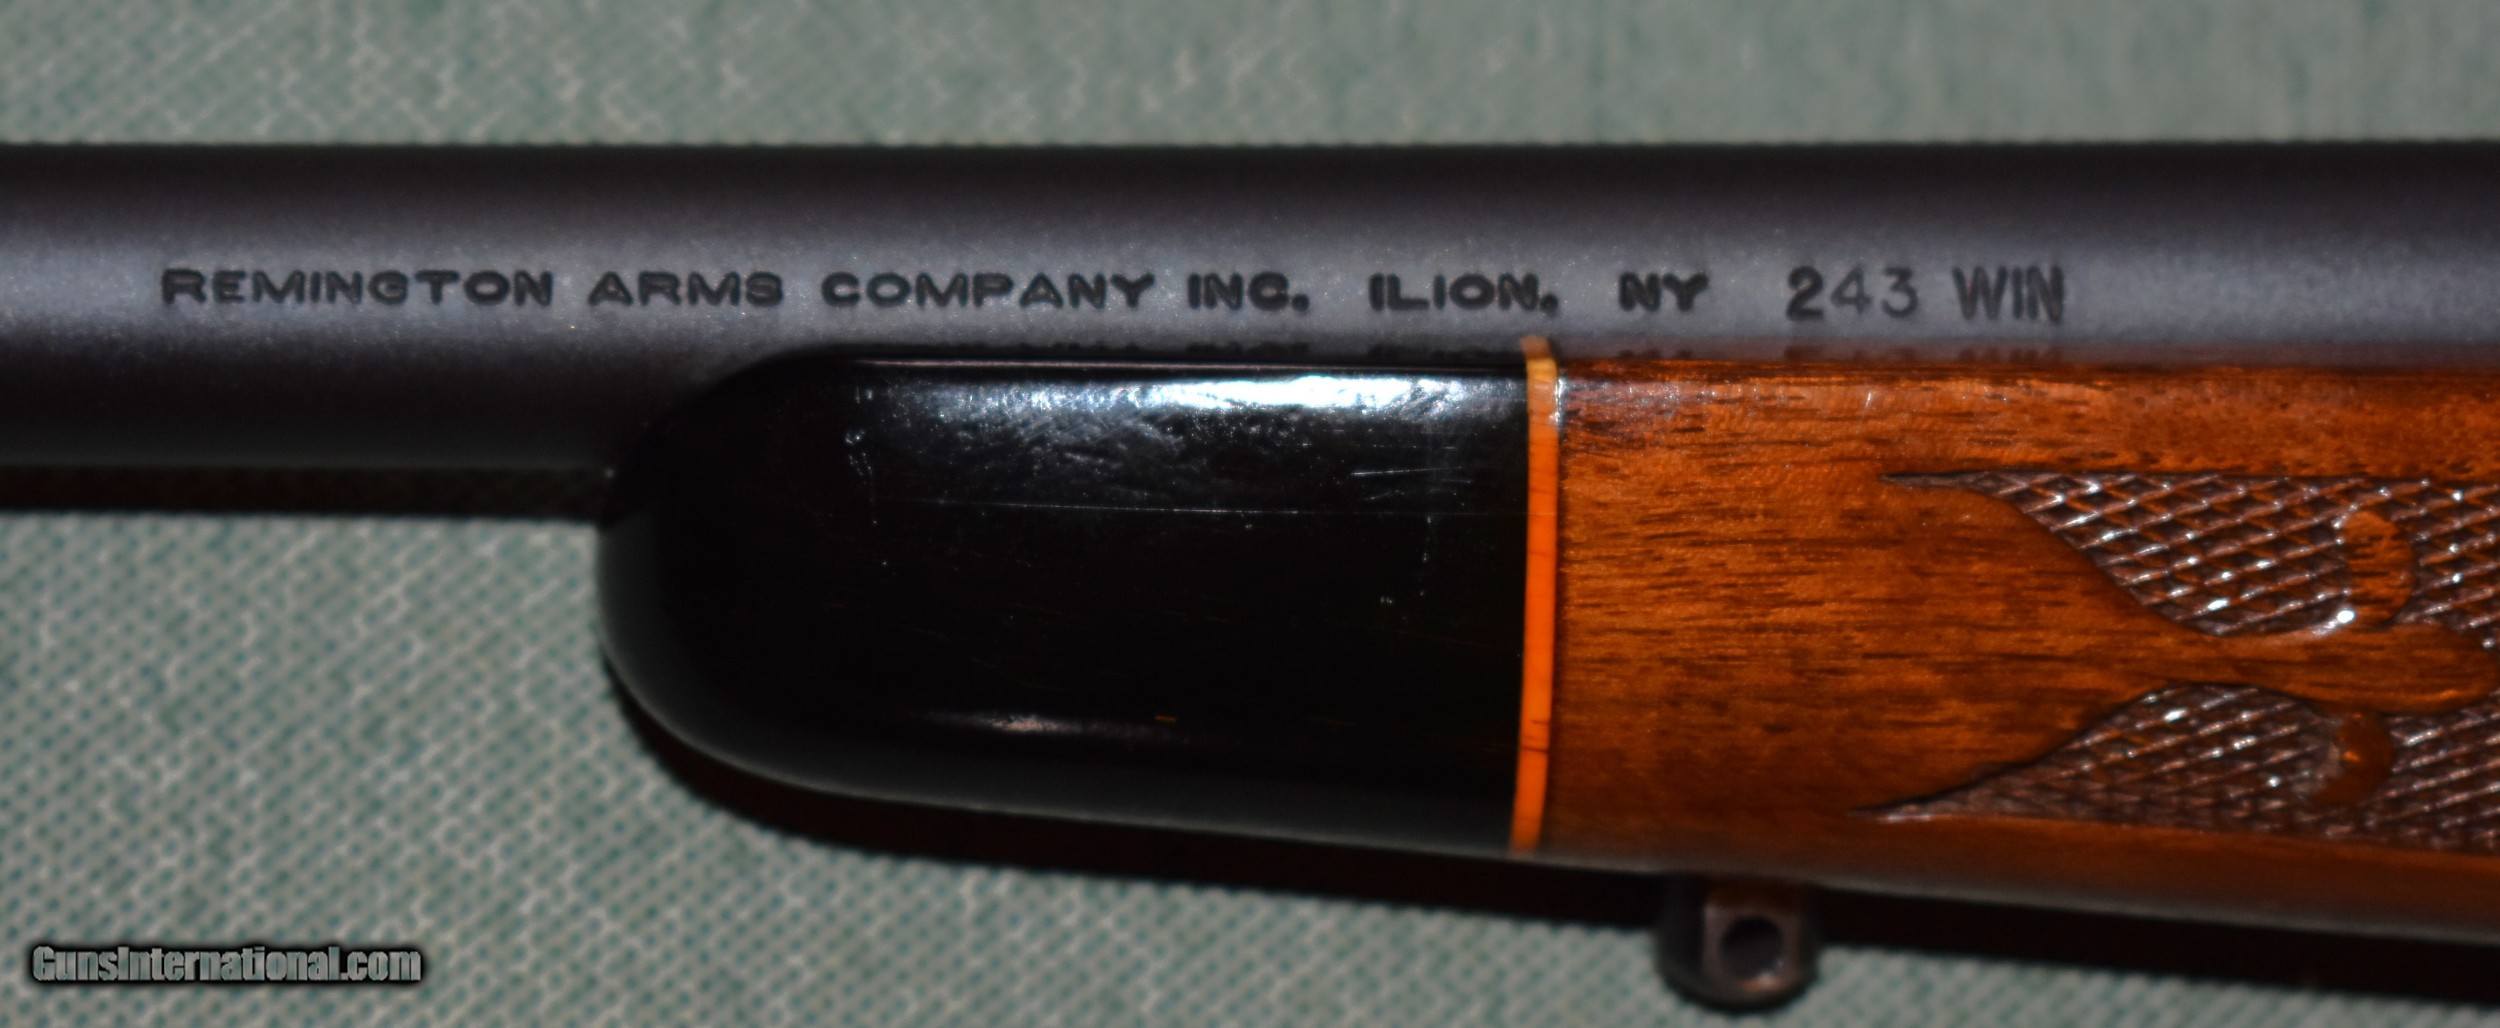 REMINGTON ARMS COMPANY INC. ILION, NY 243 WIN
GunsInternational.com